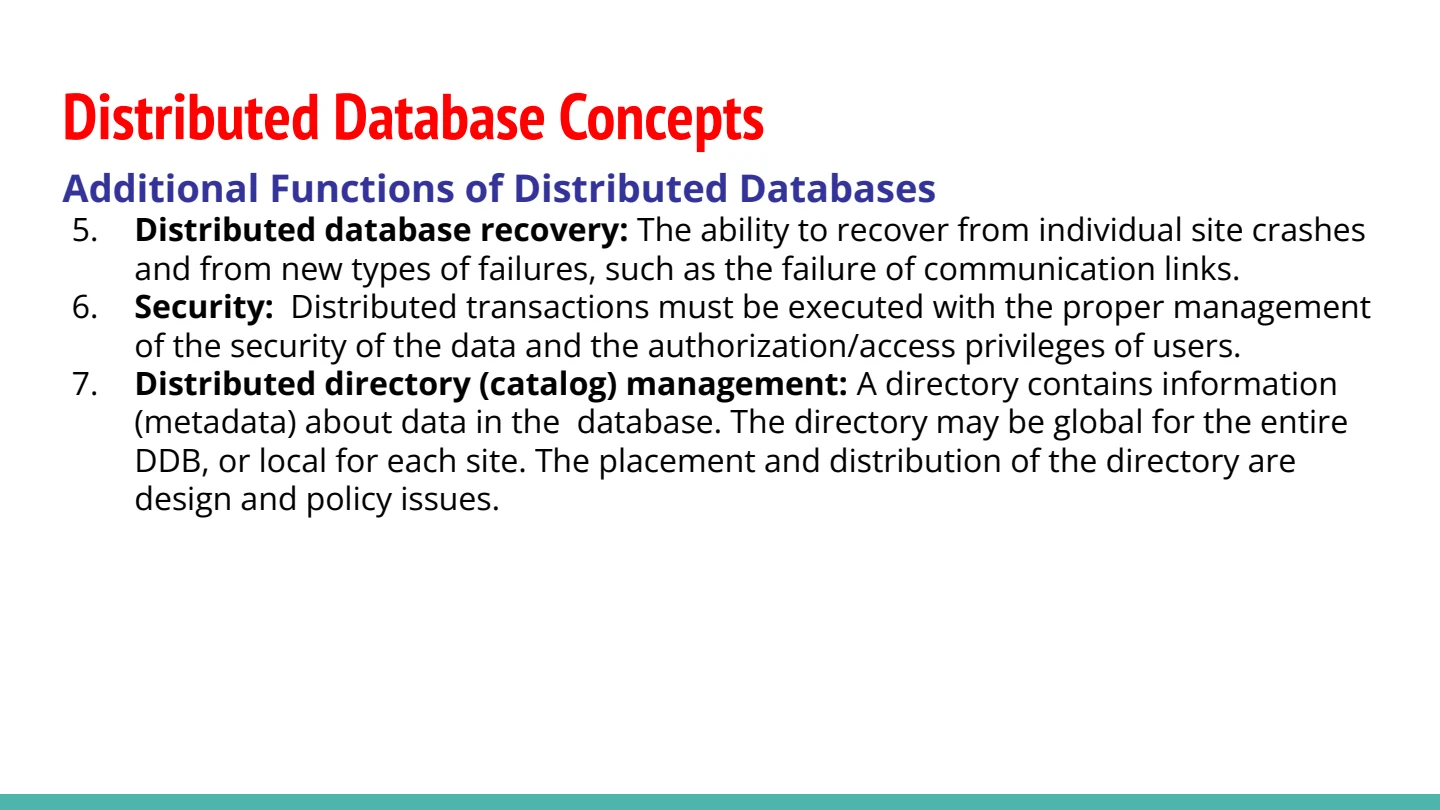 Distributed Database Concepts
Additional Functions of Distributed Databases
5. Distributed database recovery: The ability to recover from individual site crashes
and from new types of failures, such as the failure of communication links.
6. Security:  Distributed transactions must be executed with the proper management
of the security of the data and the authorization/access privileges of users.
7. Distributed directory (catalog) management: A directory contains information
(metadata) about data in the  database. The directory may be global for the entire
DDB, or local for each site. The placement and distribution of the directory are
design and policy issues.